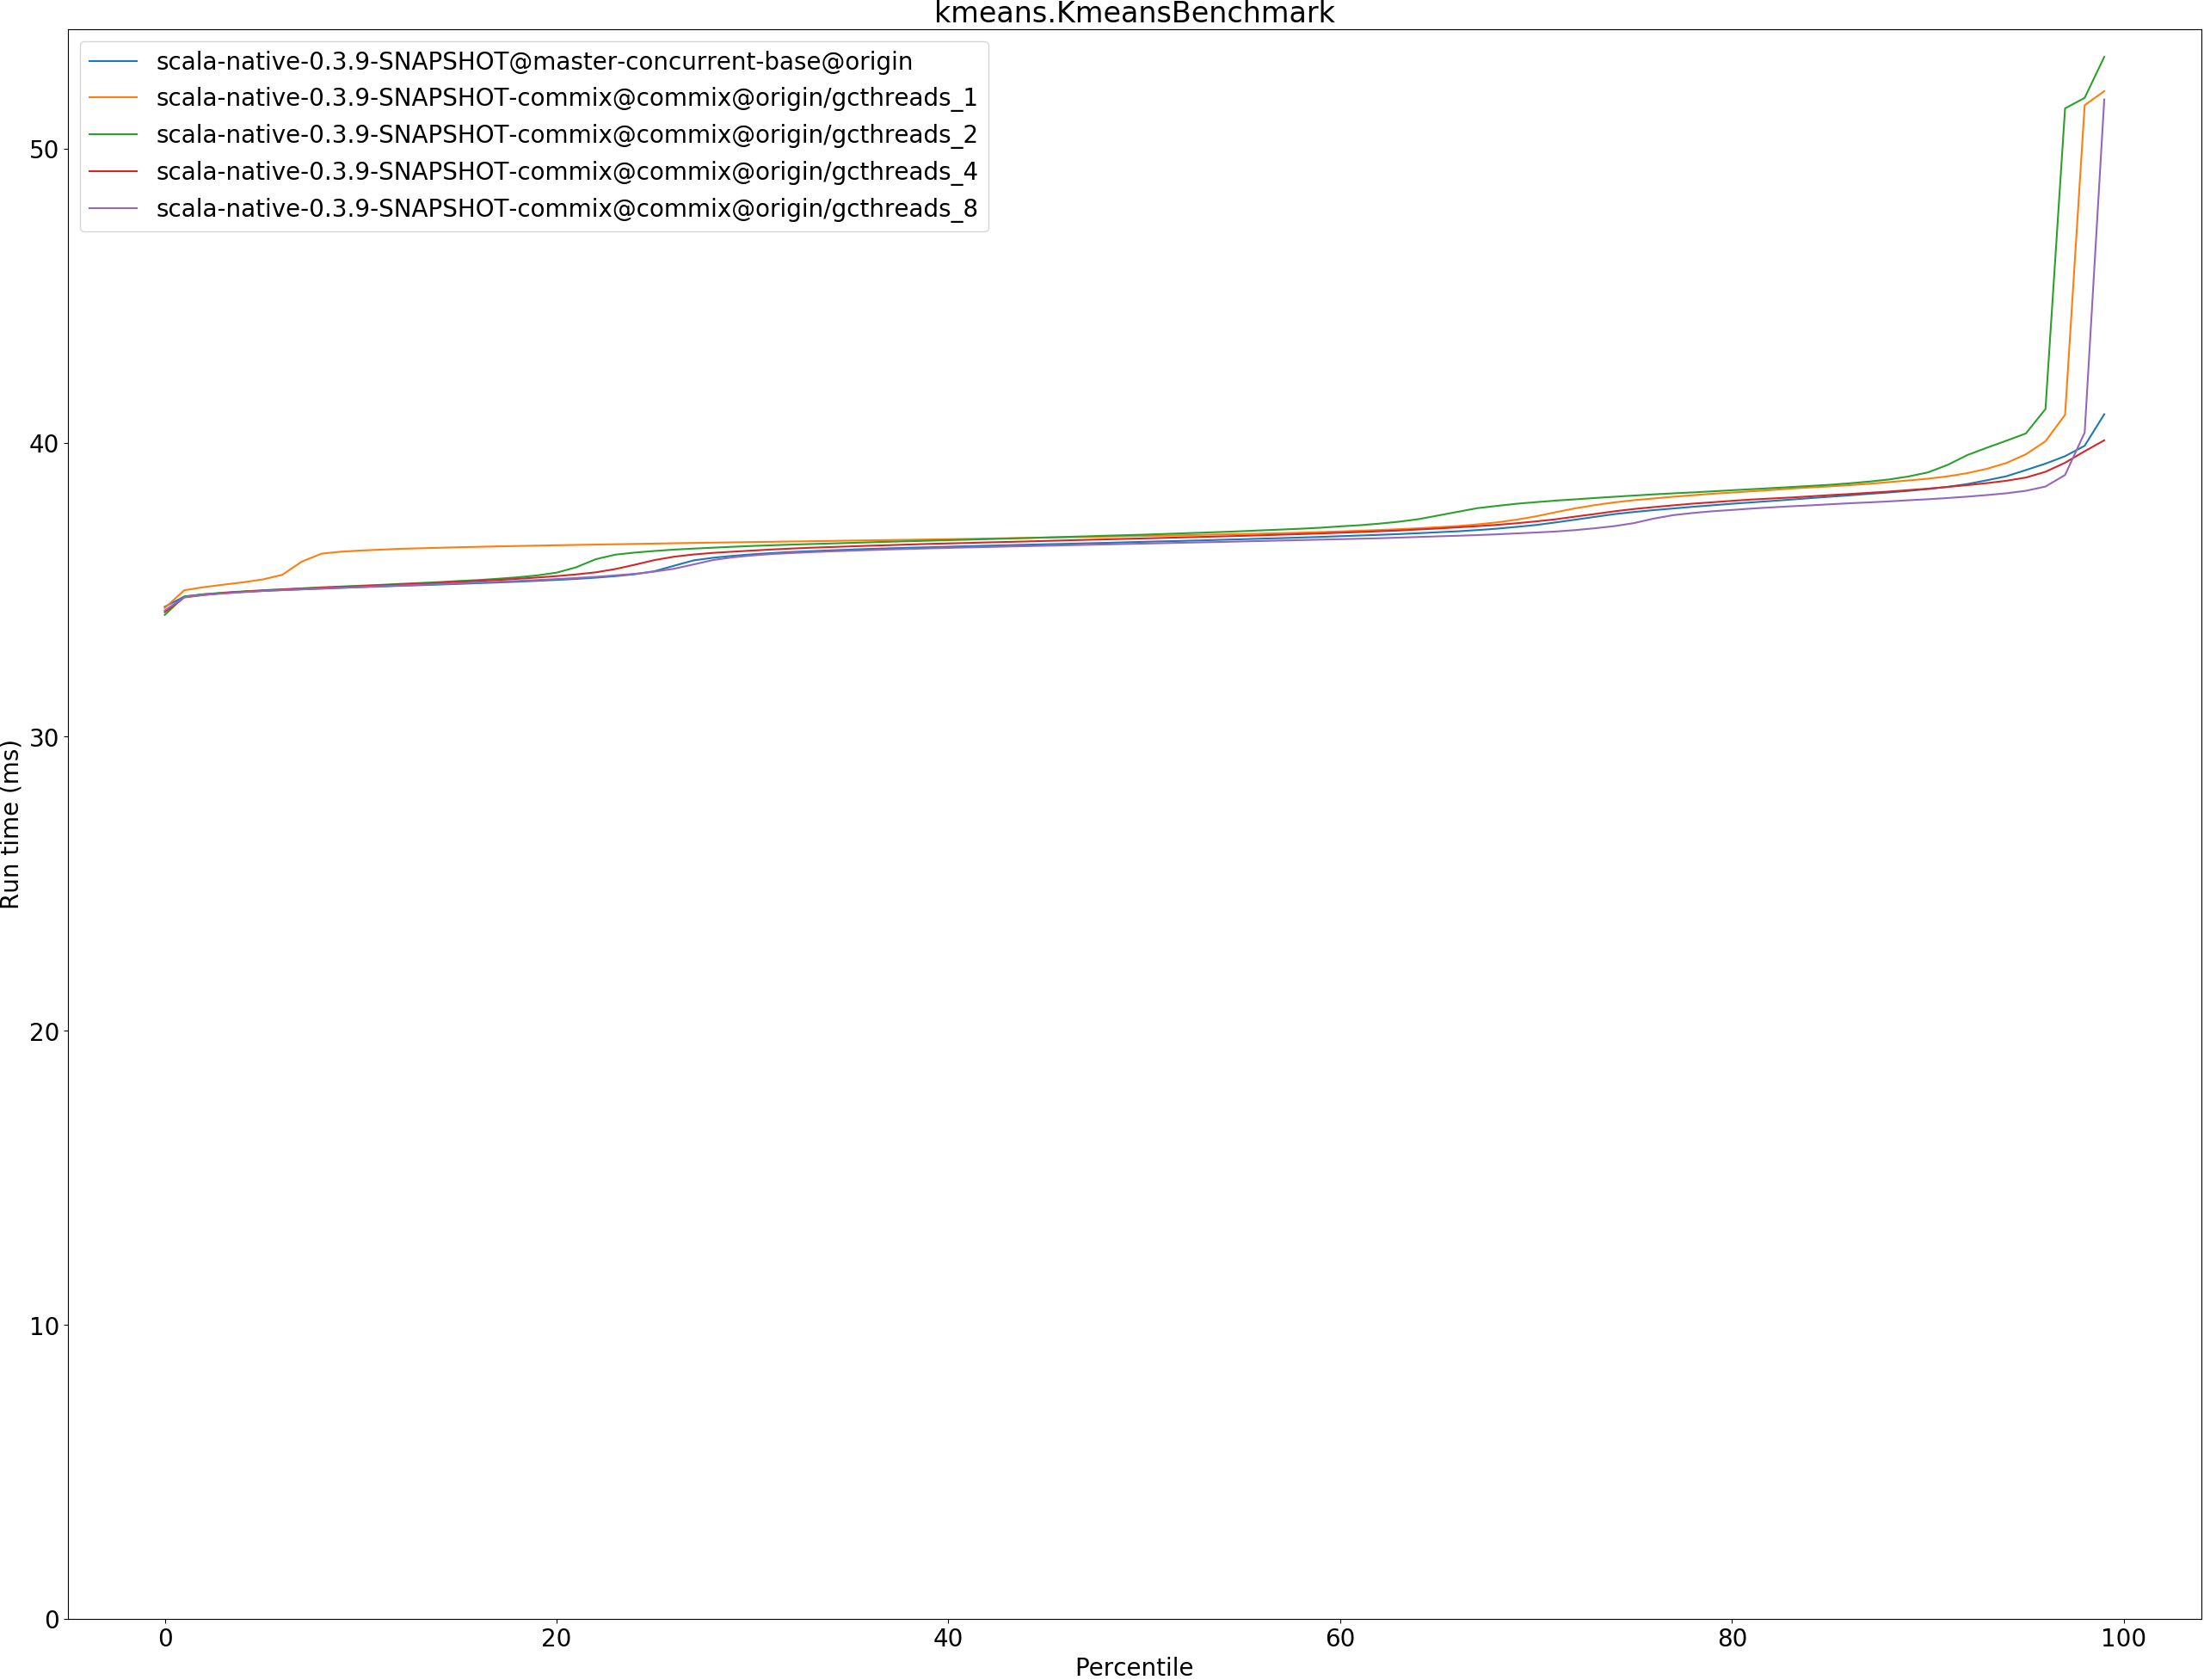 kmeans.KmeansBenchmark
scala-native-0.3.9-SNAPSHOT@master-concurrent-base@origin
scala-native-0.3.9-SNAPSHOT-commix@commix@origin/gcthreads_1
scala-native-0.3.9-SNAPSHOT-commix@commix@origin/gcthreads_2
scala-native-0.3.9-SNAPSHOT-commix@commix@origin/gcthreads_4
scala-native-0.3.9-SNAPSHOT-commix@commix@origin/gcthreads_8
50
40
30
20
10
0
Run time (ms)
0 20 40 60 80 100
Percentile